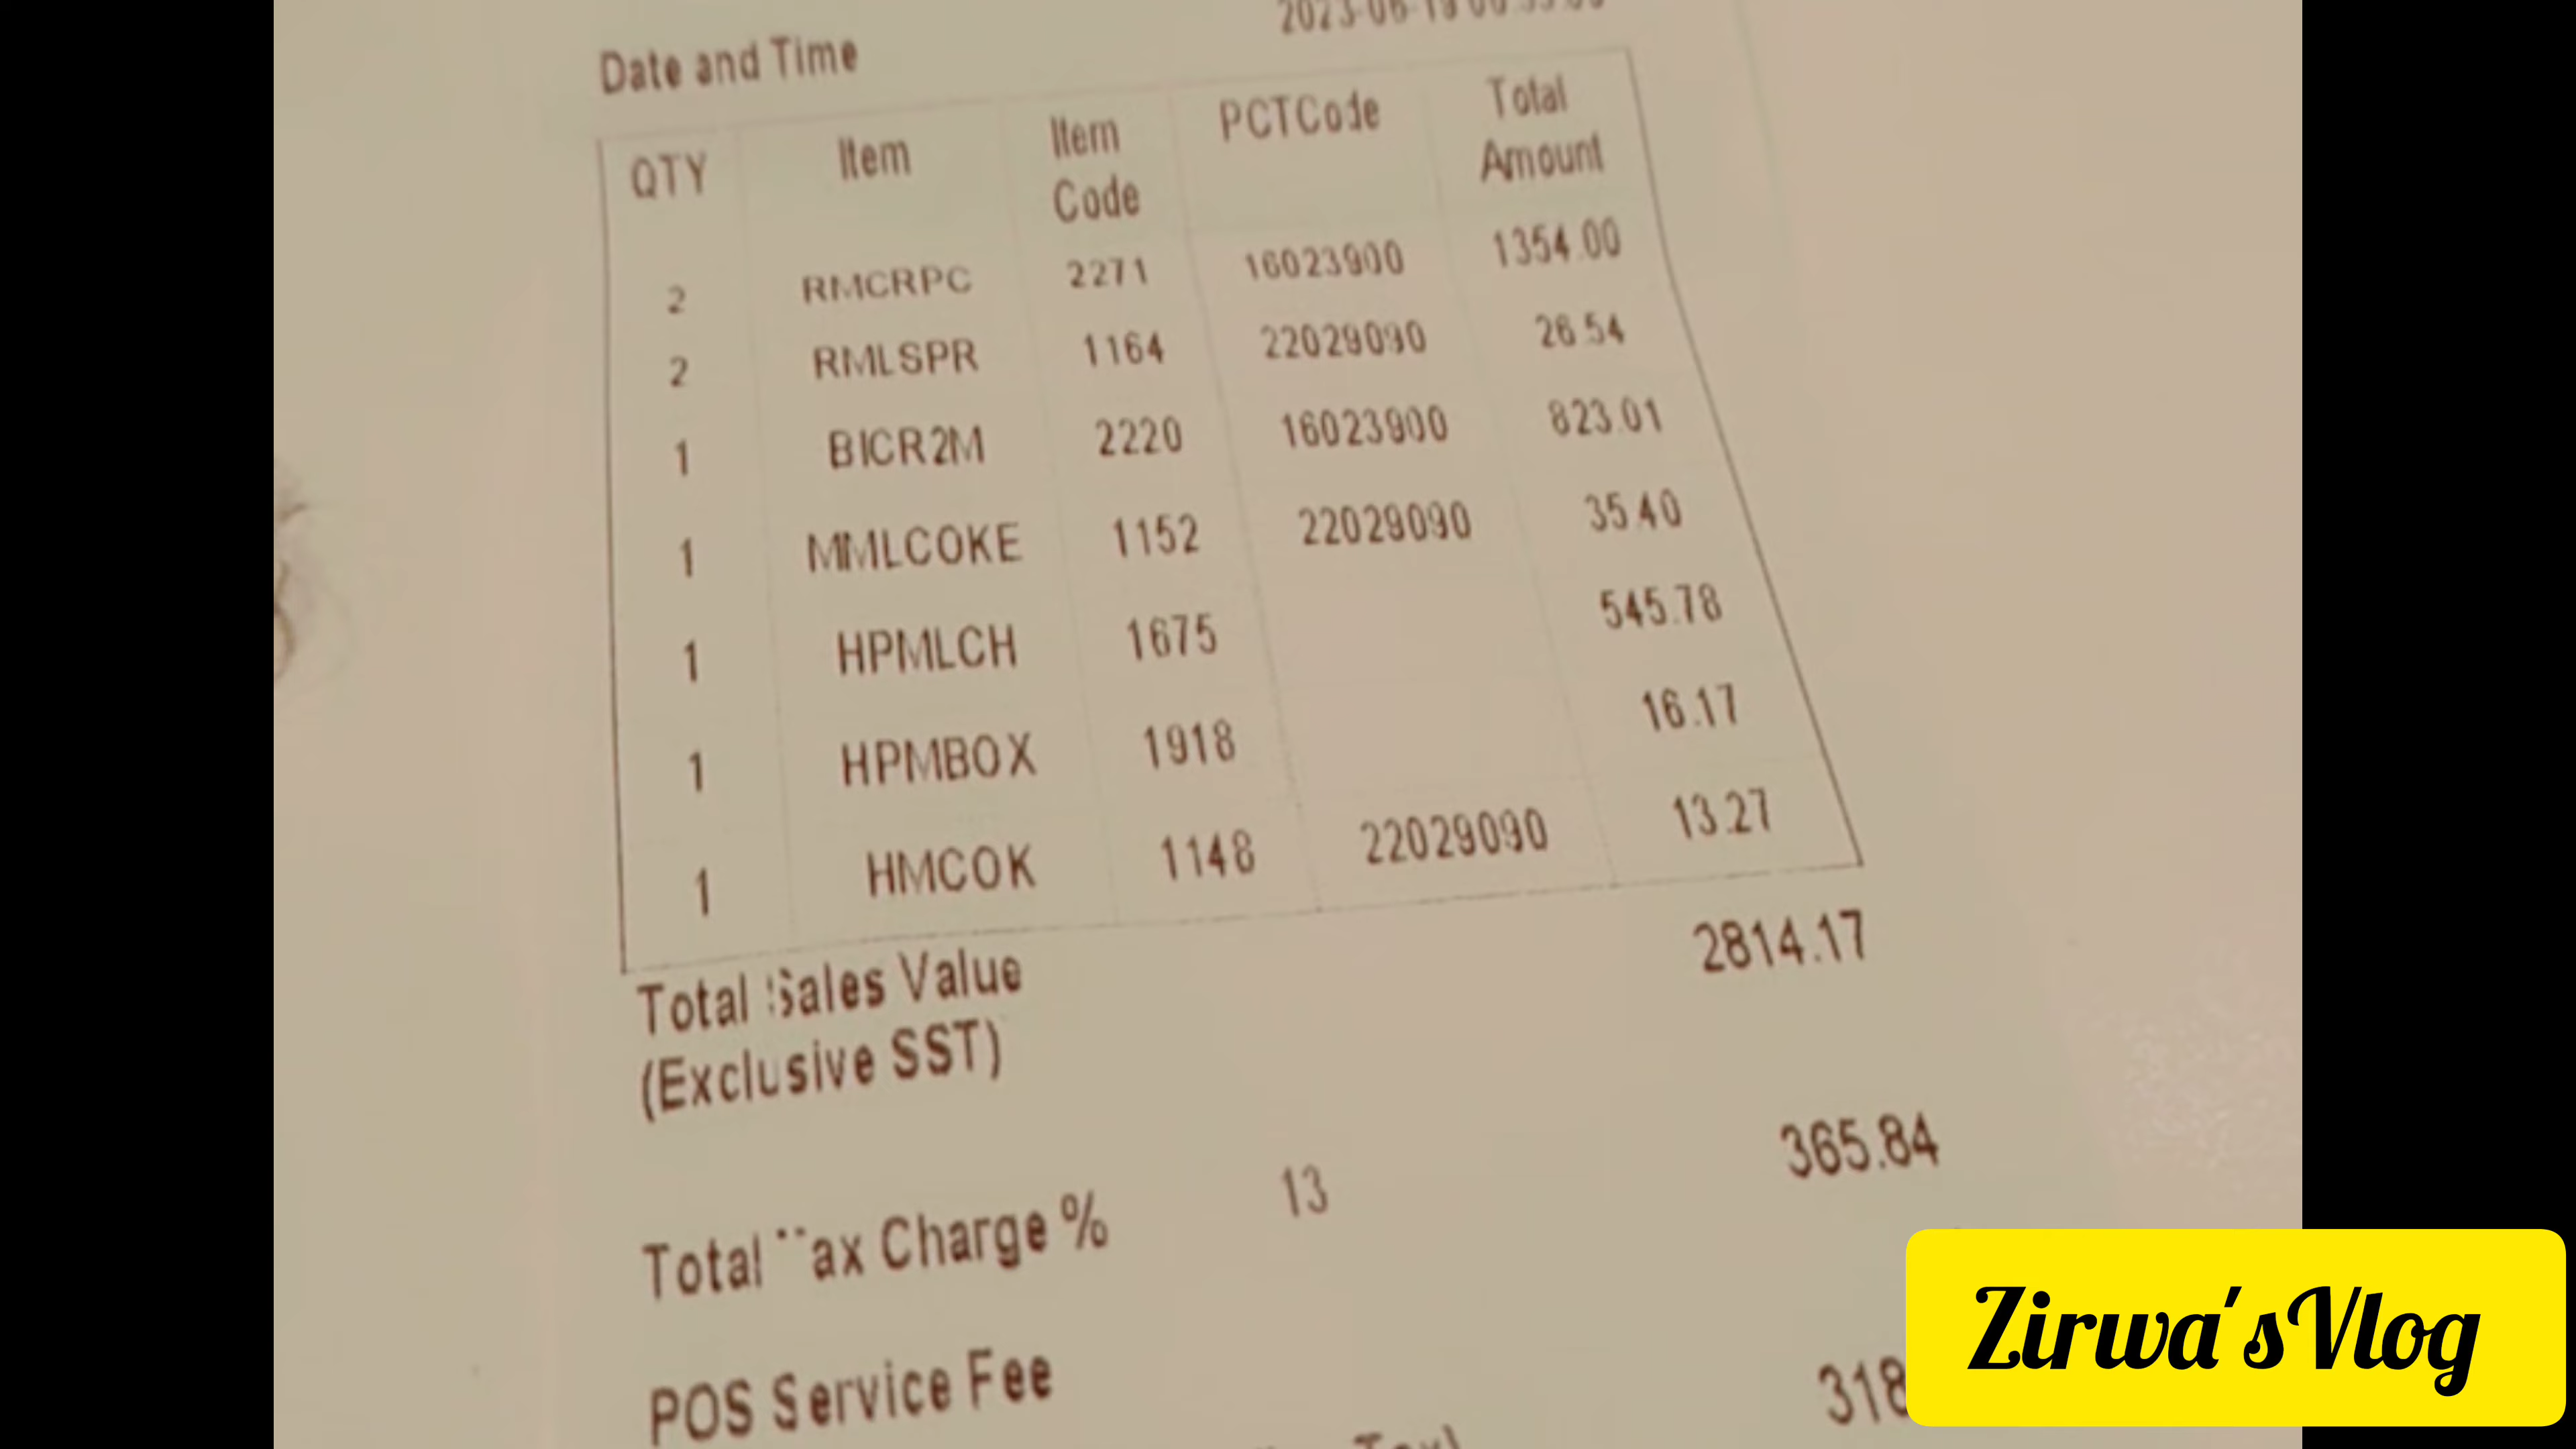 Date and Time
QTY Item Item Code PCTCode Total Amount
2 RMCRPC 2271 16023900 1354.00
2 RMLSPR 1164 22029090 26.54
1 BICR2M 2220 16023900 823.01
1 MMLCOKE 1152 22029090 35.40
1 HPMLCH 1675 545.78
1 HPMBOX 1918 16.17
1 HMCOK 1148 22029090 13.27
Total Sales Value 2814.17
(Exclusive SST)
Total Tax Charge % 13 365.84
POS Service Fee
318
Zirwa'sVlog